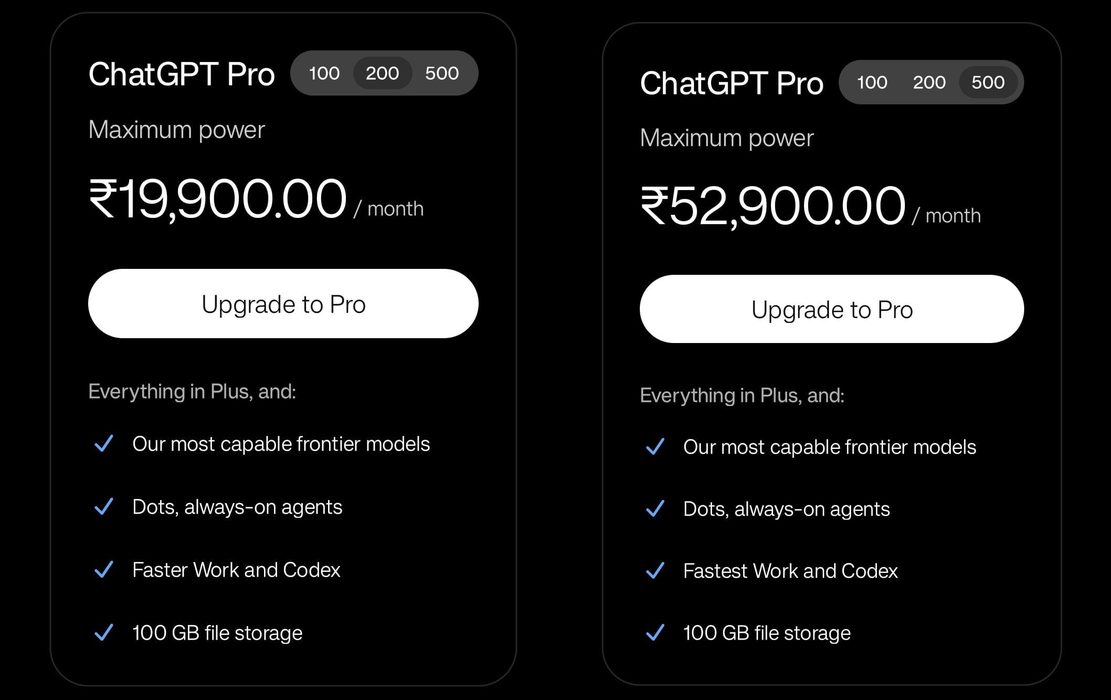 ChatGPT Pro 100 200 500
Maximum power
₹19,900.00 / month
Upgrade to Pro
Everything in Plus, and:
Our most capable frontier models
Dots, always-on agents
Faster Work and Codex
100 GB file storage
ChatGPT Pro 100 200 500
Maximum power
₹52,900.00 / month
Upgrade to Pro
Everything in Plus, and:
Our most capable frontier models
Dots, always-on agents
Fastest Work and Codex
100 GB file storage